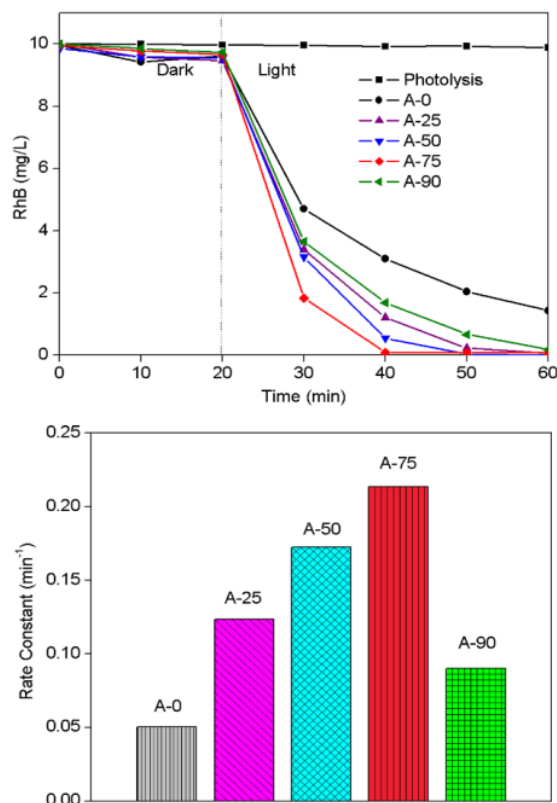 10
8
6
4
2
0
RhB (mg/L)
Dark
Light
Photolysis
A-0
A-25
A-50
A-75
A-90
0 10 20 30 40 50 60
Time (min)
0.25
0.20
0.15
0.10
0.05
0.00
Rate Constant (min⁻¹)
A-0
A-25
A-50
A-75
A-90